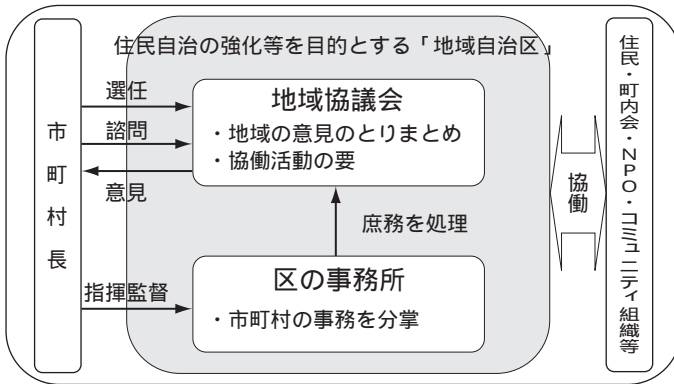 住民自治の強化等を目的とする「地域自治区」
市町村長
選任
諮問
意見
指揮監督
地域協議会
・地域の意見のとりまとめ
・協働活動の要
庶務を処理
区の事務所
・市町村の事務を分掌
協働
住民・町内会・NPO・コミュニティ組織等